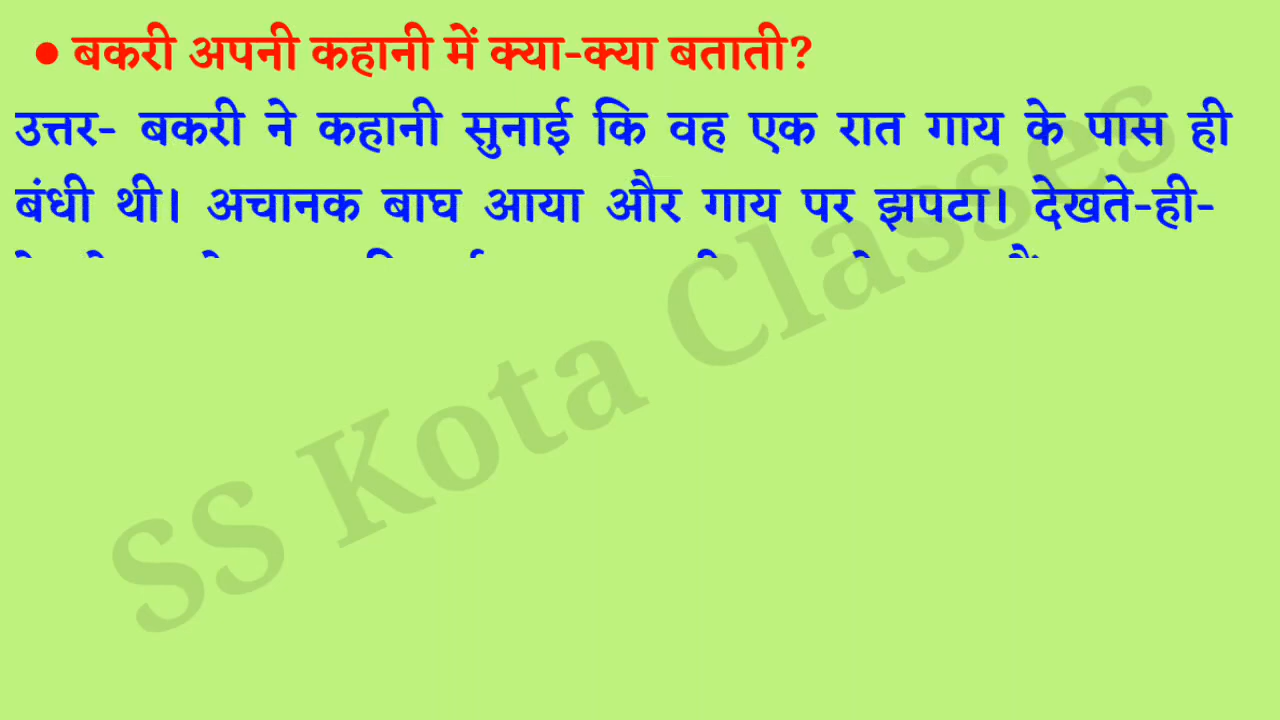 • बकरी अपनी कहानी में क्या-क्या बताती?
उत्तर- बकरी ने कहानी सुनाई कि वह एक रात गाय के पास ही
बंधी थी। अचानक बाघ आया और गाय पर झपटा। देखते-ही-
SS Kota Classes